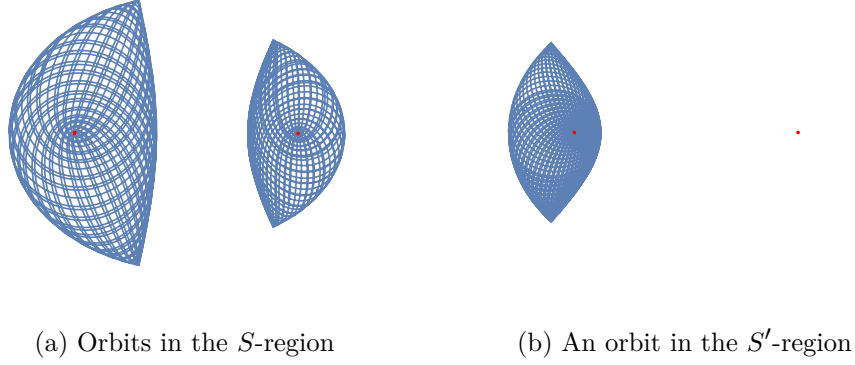 (a) Orbits in the S-region
(b) An orbit in the S′-region